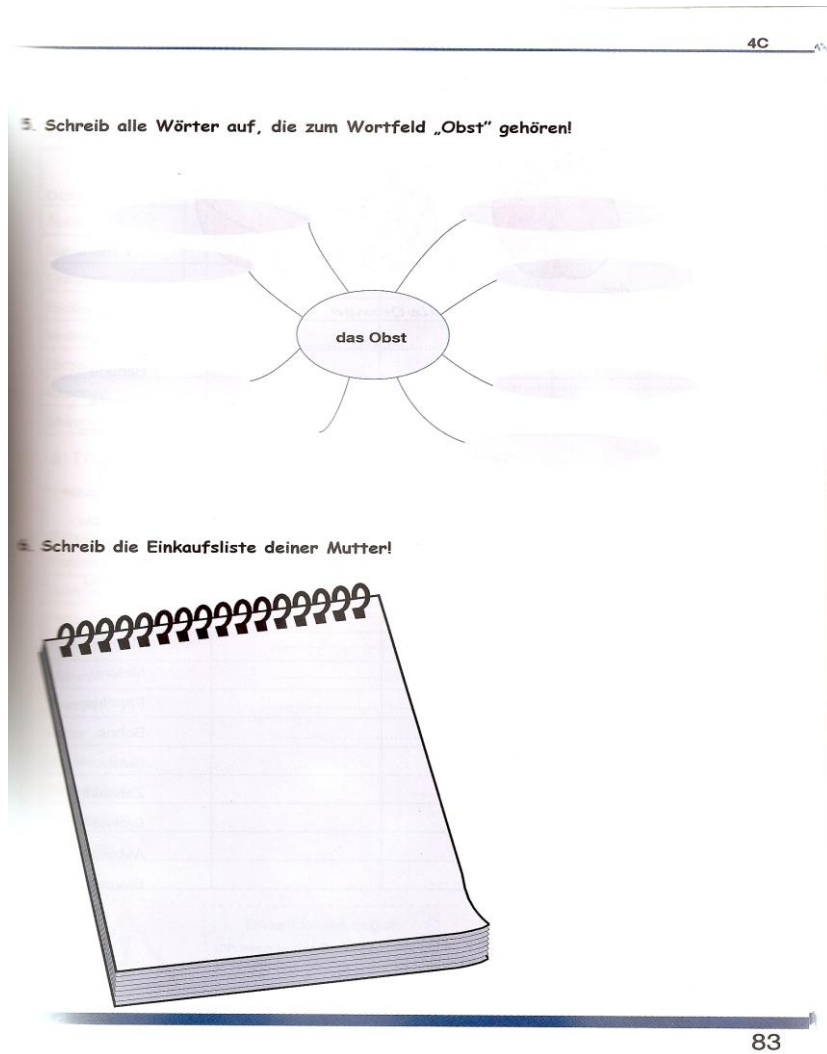 4C
5. Schreib alle Wörter auf, die zum Wortfeld „Obst” gehören!
das Obst
6. Schreib die Einkaufsliste deiner Mutter!
83